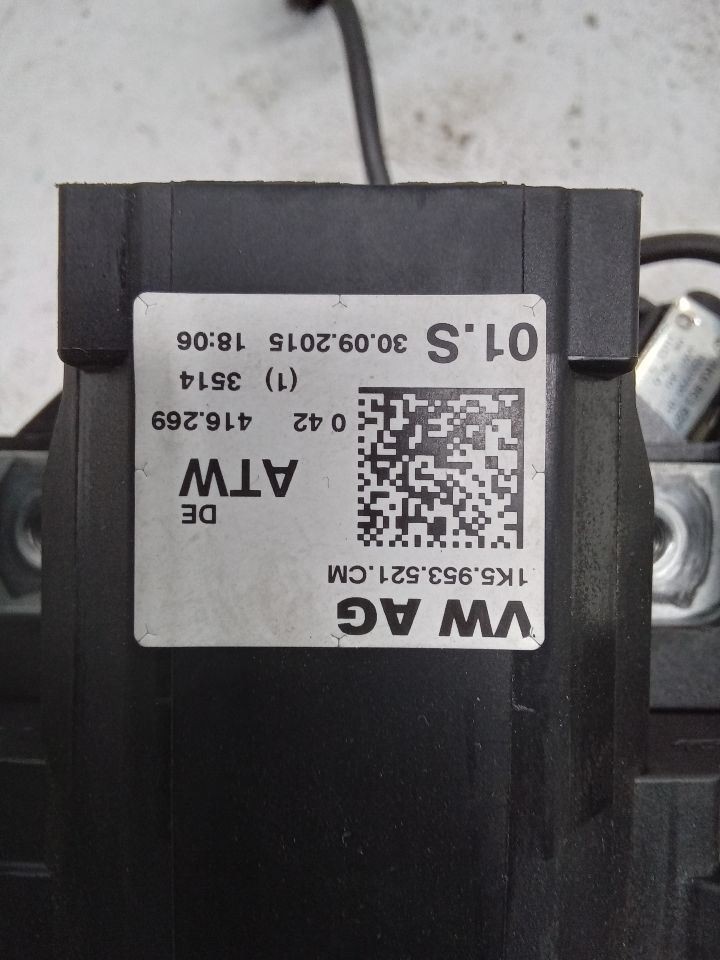 VW AG
1K5.953.521.CM
DE
ATW
0 42 416.269
(1) 3514
01.S 30.09.2015 18:06